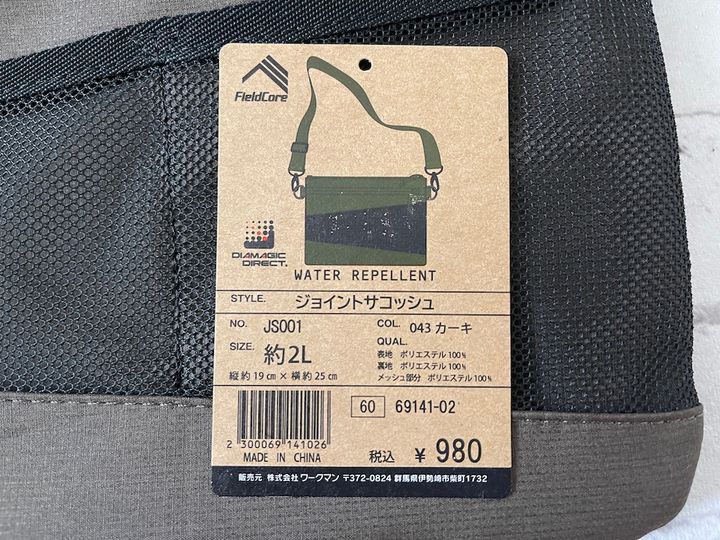 FieldCore
DIAMAGIC
DIRECT.
WATER REPELLENT
STYLE. ジョイントサコッシュ
NO. JS001
COL. 043 カーキ
SIZE. 約2L
縦約19㎝×横約25㎝
QUAL.
表地 ポリエステル100%
裏地 ポリエステル100%
メッシュ部分 ポリエステル100%
60 69141-02
2 300069 141026
MADE IN CHINA
税込 ¥ 980
販売元 株式会社 ワークマン 〒372-0824 群馬県伊勢崎市柴町1732